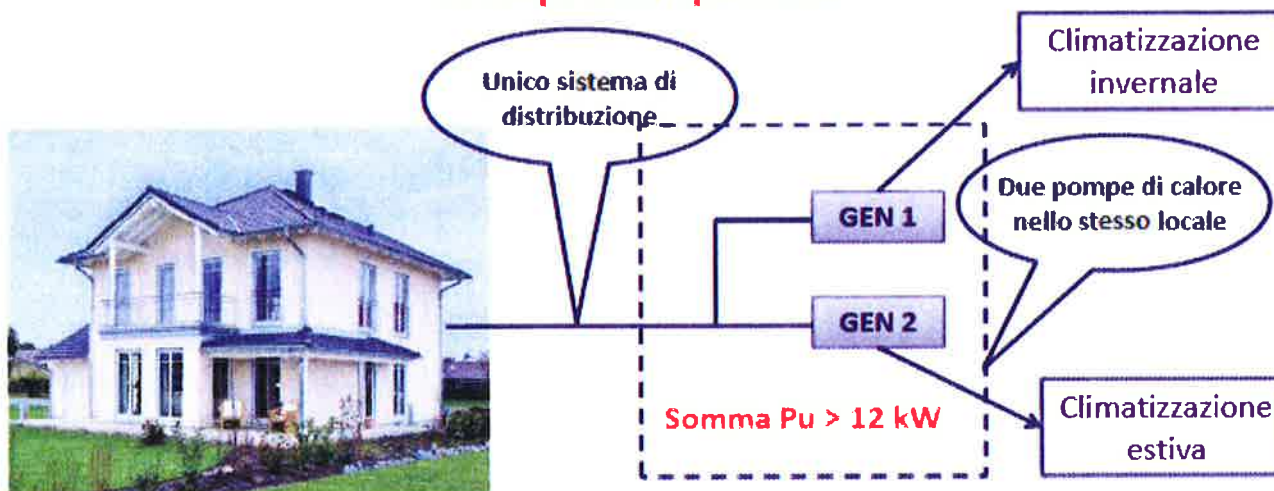 Unico sistema di
distribuzione
Climatizzazione
invernale
GEN 1
Due pompe di calore
nello stesso locale
GEN 2
Somma Pu > 12 kW
Climatizzazione
estiva